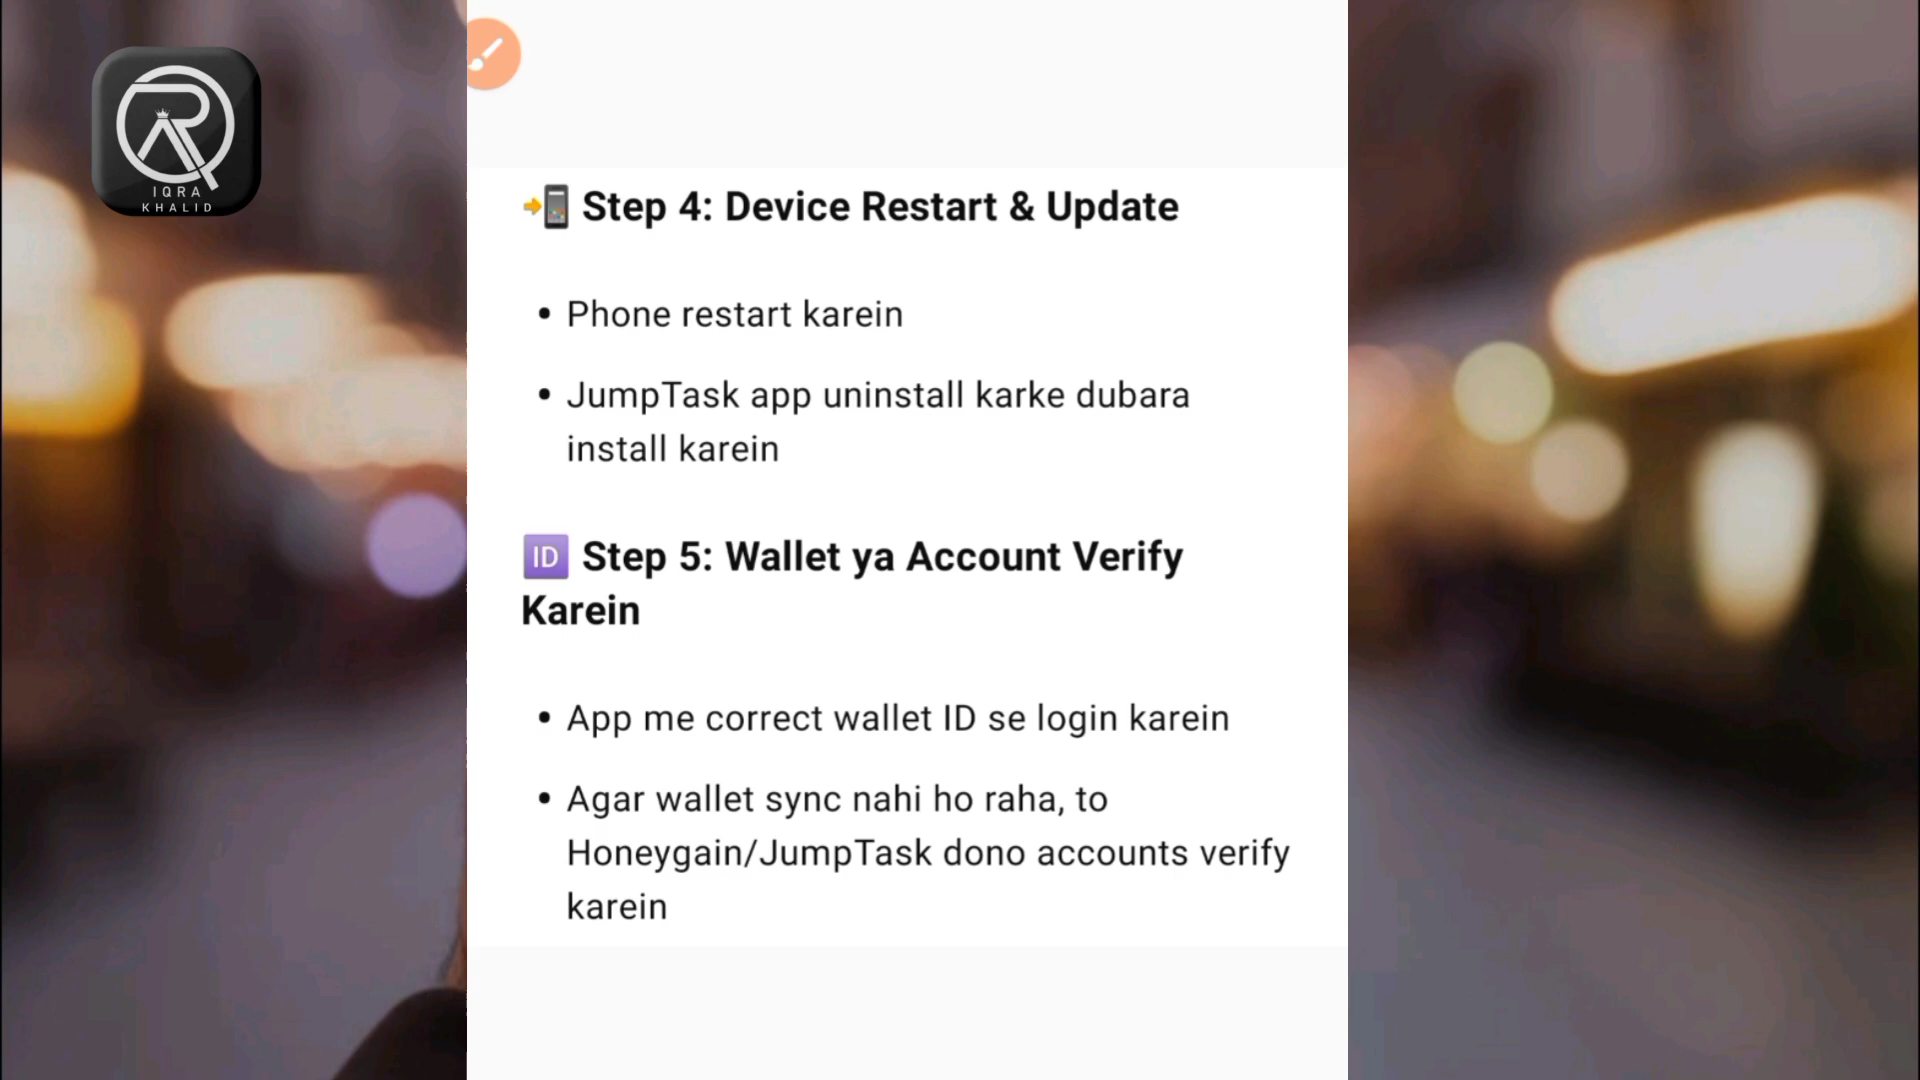 IQRA
KHALID
📲 Step 4: Device Restart & Update
• Phone restart karein
• JumpTask app uninstall karke dubara
install karein
🆔 Step 5: Wallet ya Account Verify
Karein
• App me correct wallet ID se login karein
• Agar wallet sync nahi ho raha, to
Honeygain/JumpTask dono accounts verify
karein